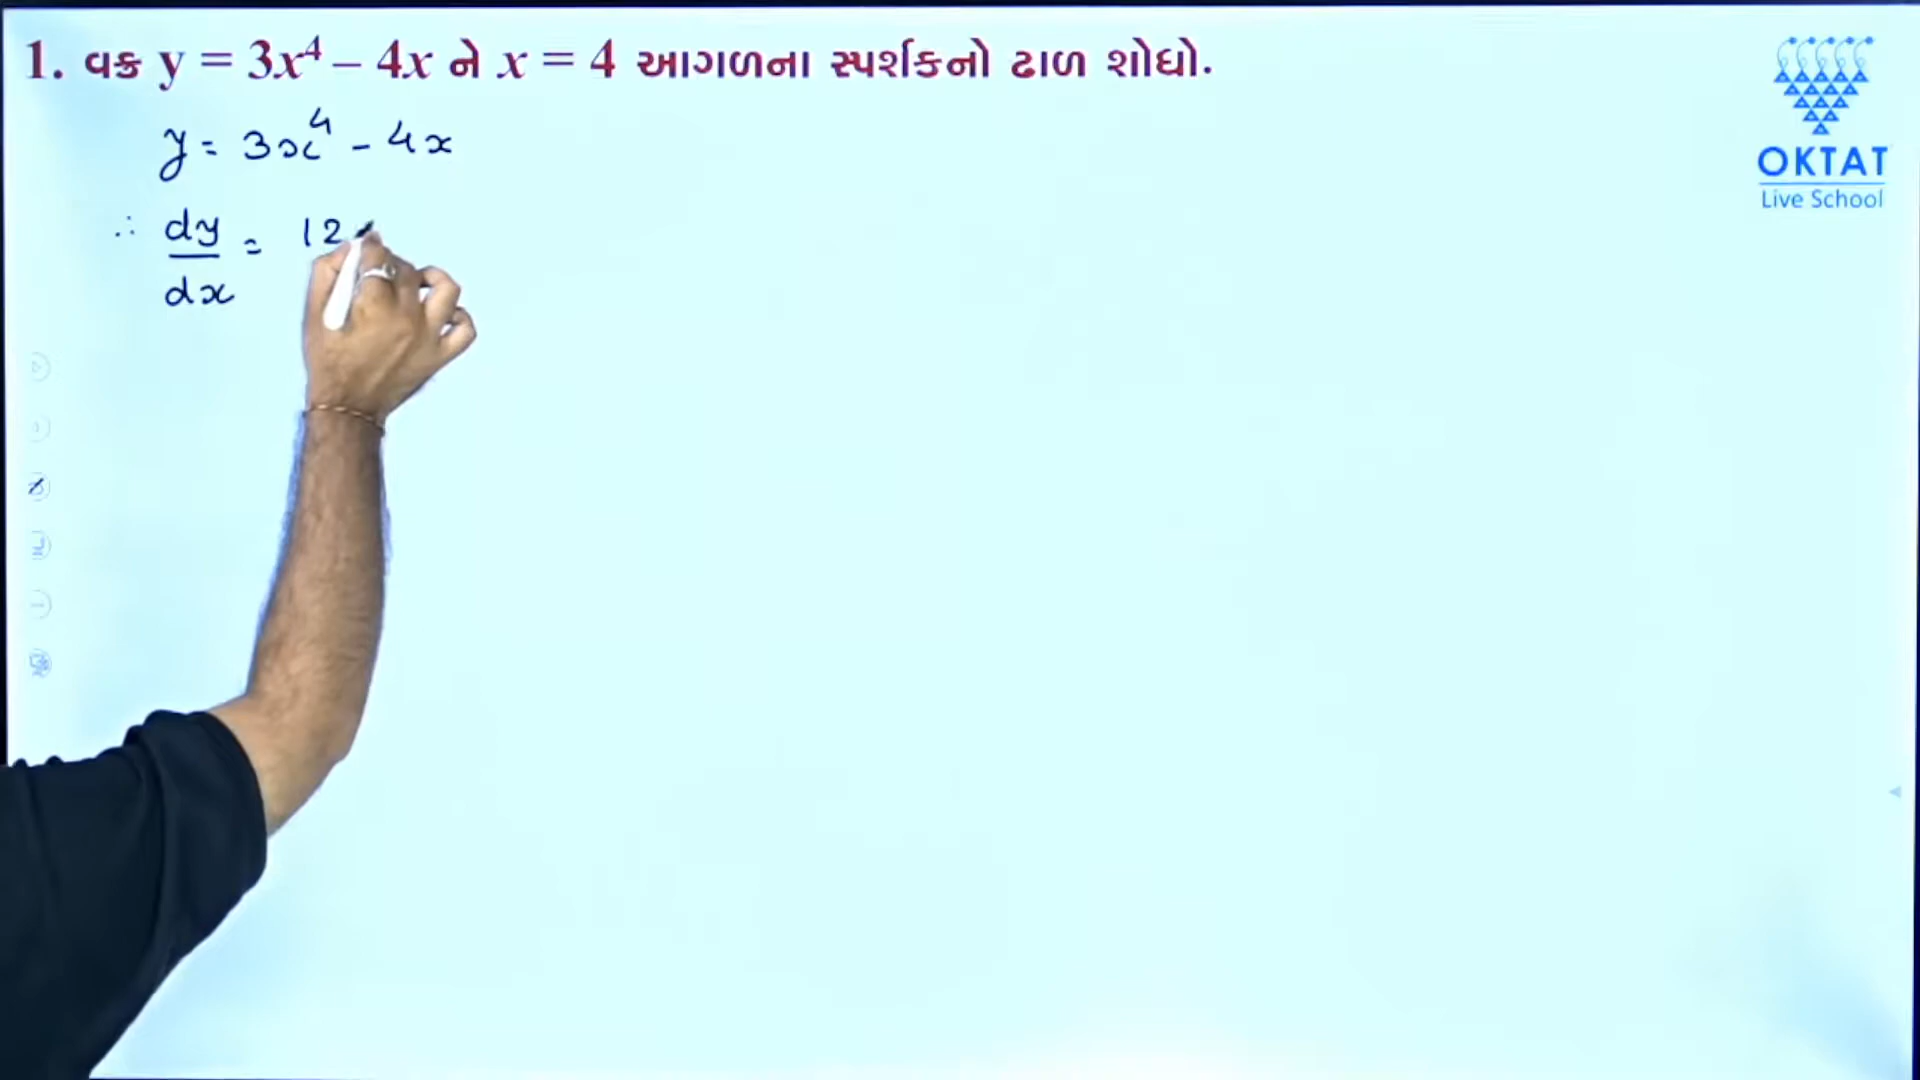 1. વક્ર y = 3x⁴ – 4x ને x = 4 આગળના સ્પર્શકનો ઢાળ શોધો.
y = 3x⁴ - 4x
∴ dy/dx = 12
OKTAT
Live School